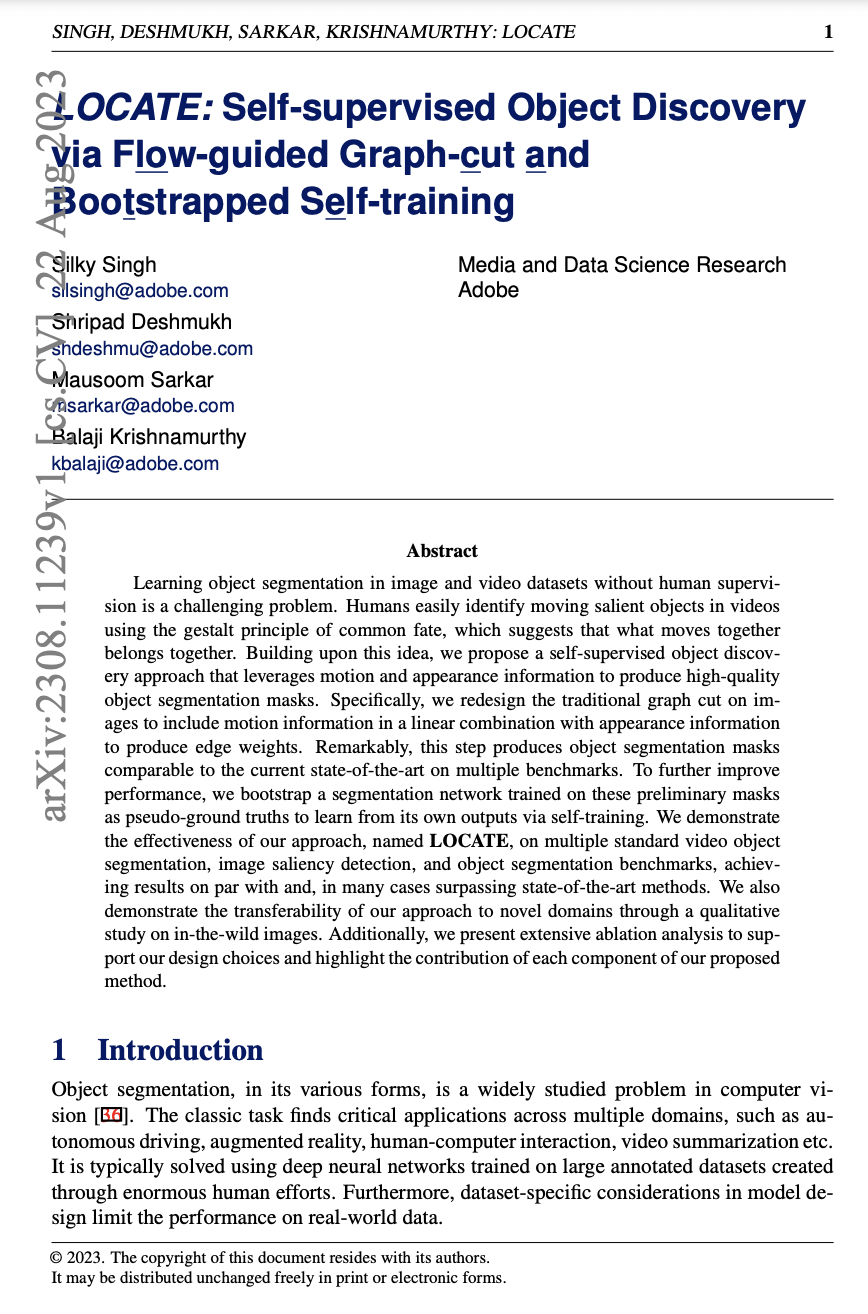 SINGH, DESHMUKH, SARKAR, KRISHNAMURTHY: LOCATE 1
LOCATE: Self-supervised Object Discovery
via Flow-guided Graph-cut and
Bootstrapped Self-training
Silky Singh
silsingh@adobe.com
Shripad Deshmukh
shdeshmu@adobe.com
Mausoom Sarkar
msarkar@adobe.com
Balaji Krishnamurthy
kbalaji@adobe.com
Media and Data Science Research
Adobe
arXiv:2308.11239v1 [cs.CV] 22 Aug 2023
Abstract
Learning object segmentation in image and video datasets without human supervi-
sion is a challenging problem. Humans easily identify moving salient objects in videos
using the gestalt principle of common fate, which suggests that what moves together
belongs together. Building upon this idea, we propose a self-supervised object discov-
ery approach that leverages motion and appearance information to produce high-quality
object segmentation masks. Specifically, we redesign the traditional graph cut on im-
ages to include motion information in a linear combination with appearance information
to produce edge weights. Remarkably, this step produces object segmentation masks
comparable to the current state-of-the-art on multiple benchmarks. To further improve
performance, we bootstrap a segmentation network trained on these preliminary masks
as pseudo-ground truths to learn from its own outputs via self-training. We demonstrate
the effectiveness of our approach, named LOCATE, on multiple standard video object
segmentation, image saliency detection, and object segmentation benchmarks, achiev-
ing results on par with and, in many cases surpassing state-of-the-art methods. We also
demonstrate the transferability of our approach to novel domains through a qualitative
study on in-the-wild images. Additionally, we present extensive ablation analysis to sup-
port our design choices and highlight the contribution of each component of our proposed
method.
1 Introduction
Object segmentation, in its various forms, is a widely studied problem in computer vi-
sion [36]. The classic task finds critical applications across multiple domains, such as au-
tonomous driving, augmented reality, human-computer interaction, video summarization etc.
It is typically solved using deep neural networks trained on large annotated datasets created
through enormous human efforts. Furthermore, dataset-specific considerations in model de-
sign limit the performance on real-world data.
© 2023. The copyright of this document resides with its authors.
It may be distributed unchanged freely in print or electronic forms.